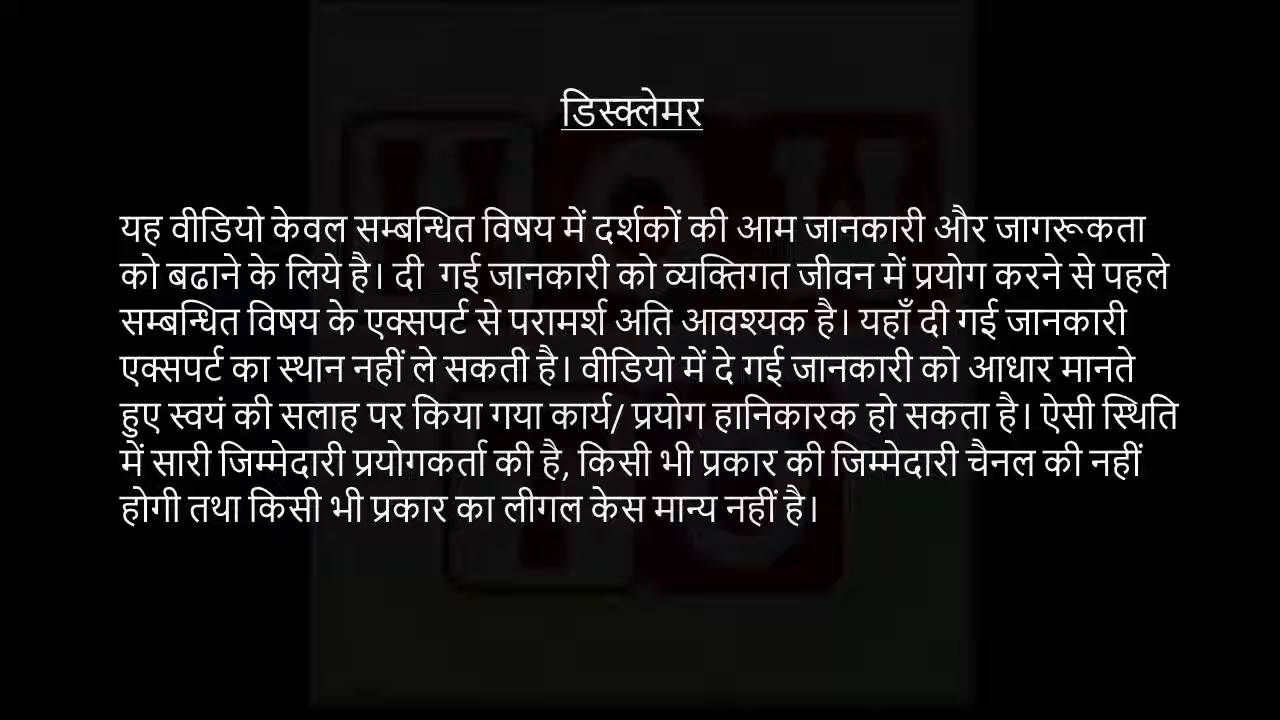 डिस्क्लेमर
यह वीडियो केवल सम्बन्धित विषय में दर्शकों की आम जानकारी और जागरूकता
को बढाने के लिये है। दी गई जानकारी को व्यक्तिगत जीवन में प्रयोग करने से पहले
सम्बन्धित विषय के एक्सपर्ट से परामर्श अति आवश्यक है। यहाँ दी गई जानकारी
एक्सपर्ट का स्थान नहीं ले सकती है। वीडियो में दे गई जानकारी को आधार मानते
हुए स्वयं की सलाह पर किया गया कार्य/ प्रयोग हानिकारक हो सकता है। ऐसी स्थिति
में सारी जिम्मेदारी प्रयोगकर्ता की है, किसी भी प्रकार की जिम्मेदारी चैनल की नहीं
होगी तथा किसी भी प्रकार का लीगल केस मान्य नहीं है।